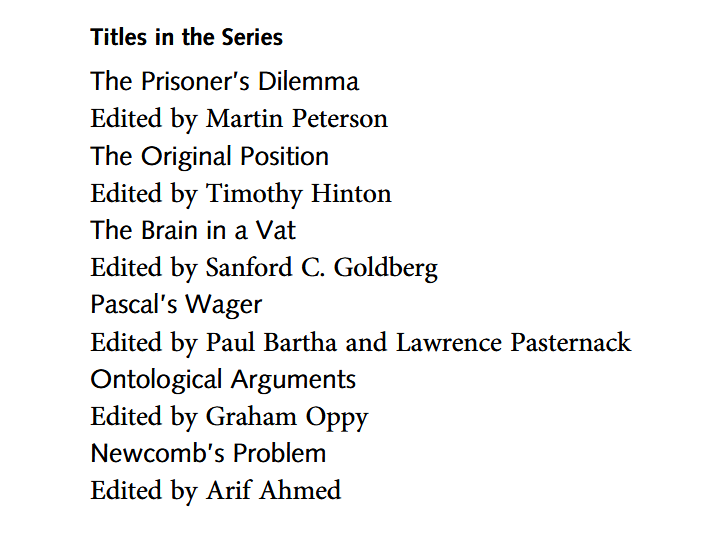 Titles in the Series
The Prisoner’s Dilemma
Edited by Martin Peterson
The Original Position
Edited by Timothy Hinton
The Brain in a Vat
Edited by Sanford C. Goldberg
Pascal’s Wager
Edited by Paul Bartha and Lawrence Pasternack
Ontological Arguments
Edited by Graham Oppy
Newcomb’s Problem
Edited by Arif Ahmed